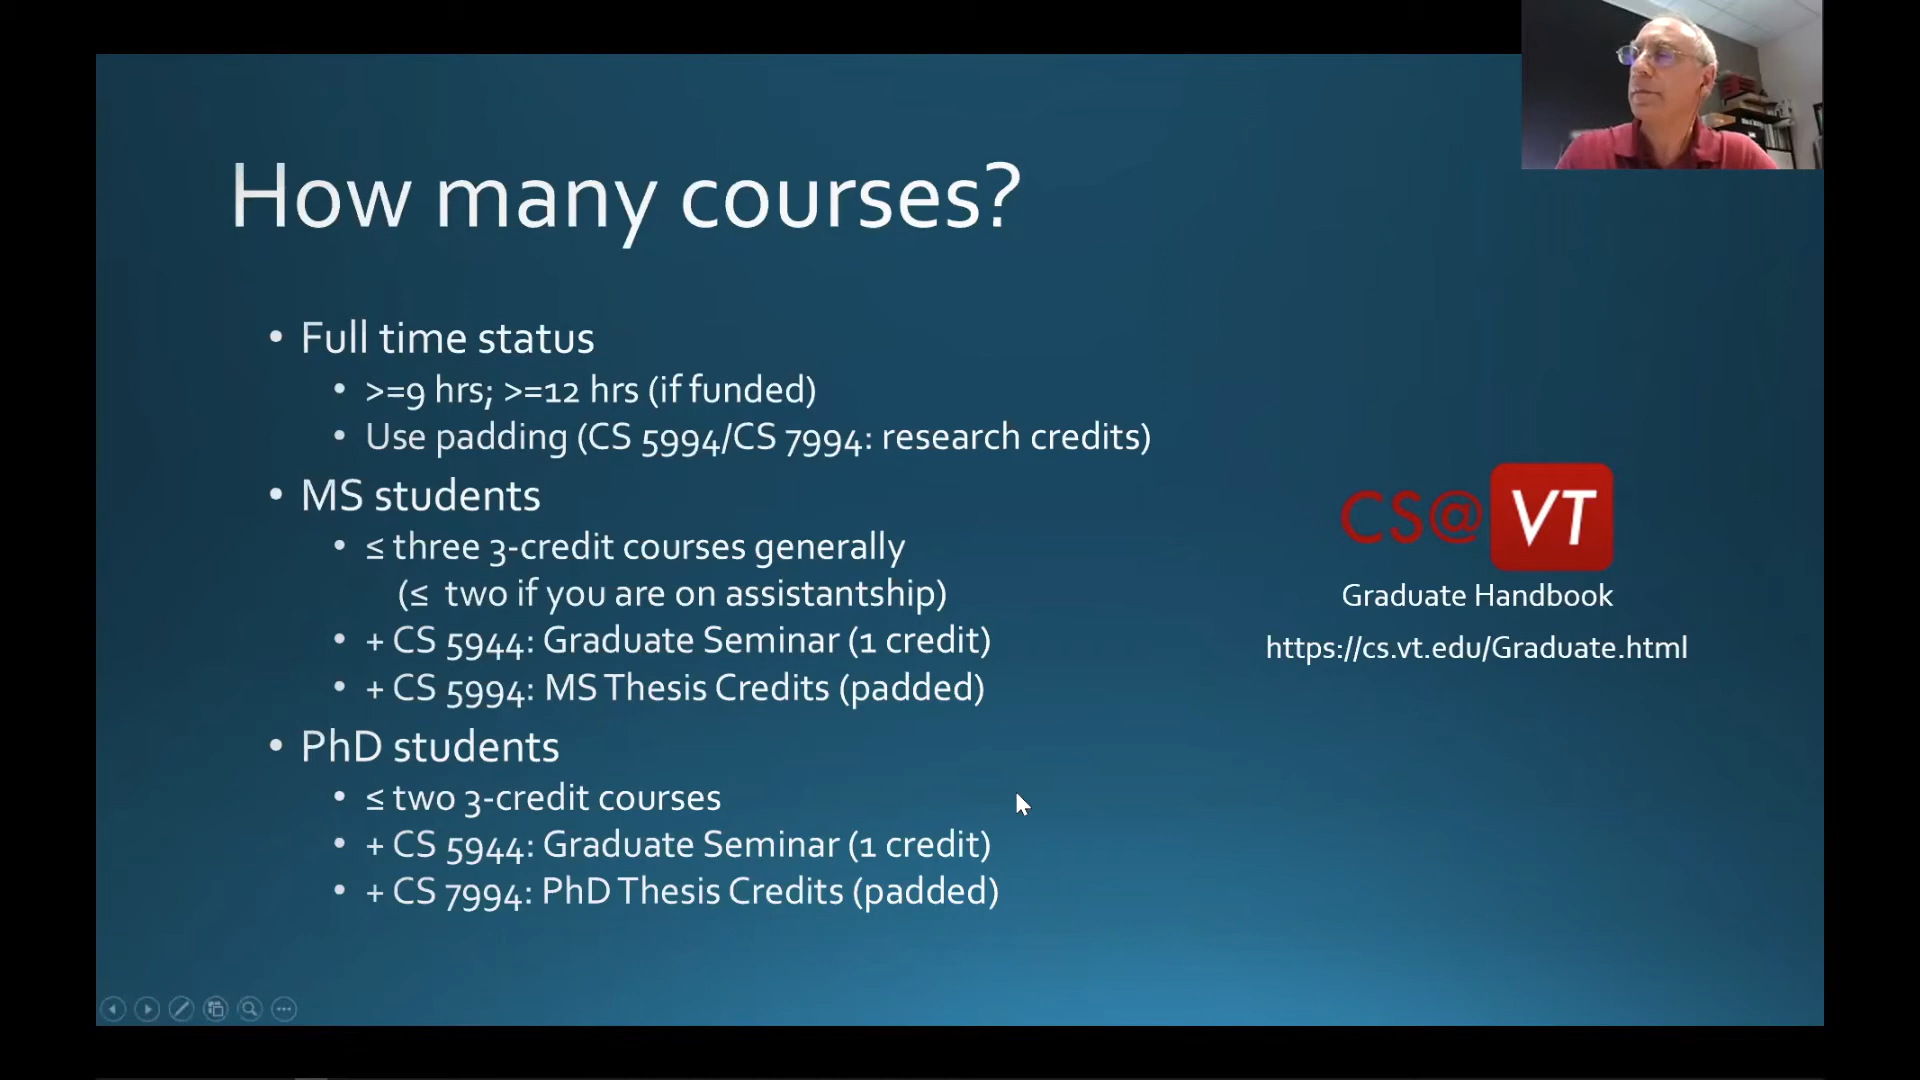 How many courses?
• Full time status
• >=9 hrs; >=12 hrs (if funded)
• Use padding (CS 5994/CS 7994: research credits)
• MS students
• ≤ three 3-credit courses generally
(≤ two if you are on assistantship)
• + CS 5944: Graduate Seminar (1 credit)
• + CS 5994: MS Thesis Credits (padded)
• PhD students
• ≤ two 3-credit courses
• + CS 5944: Graduate Seminar (1 credit)
• + CS 7994: PhD Thesis Credits (padded)
CS@VT
Graduate Handbook
https://cs.vt.edu/Graduate.html